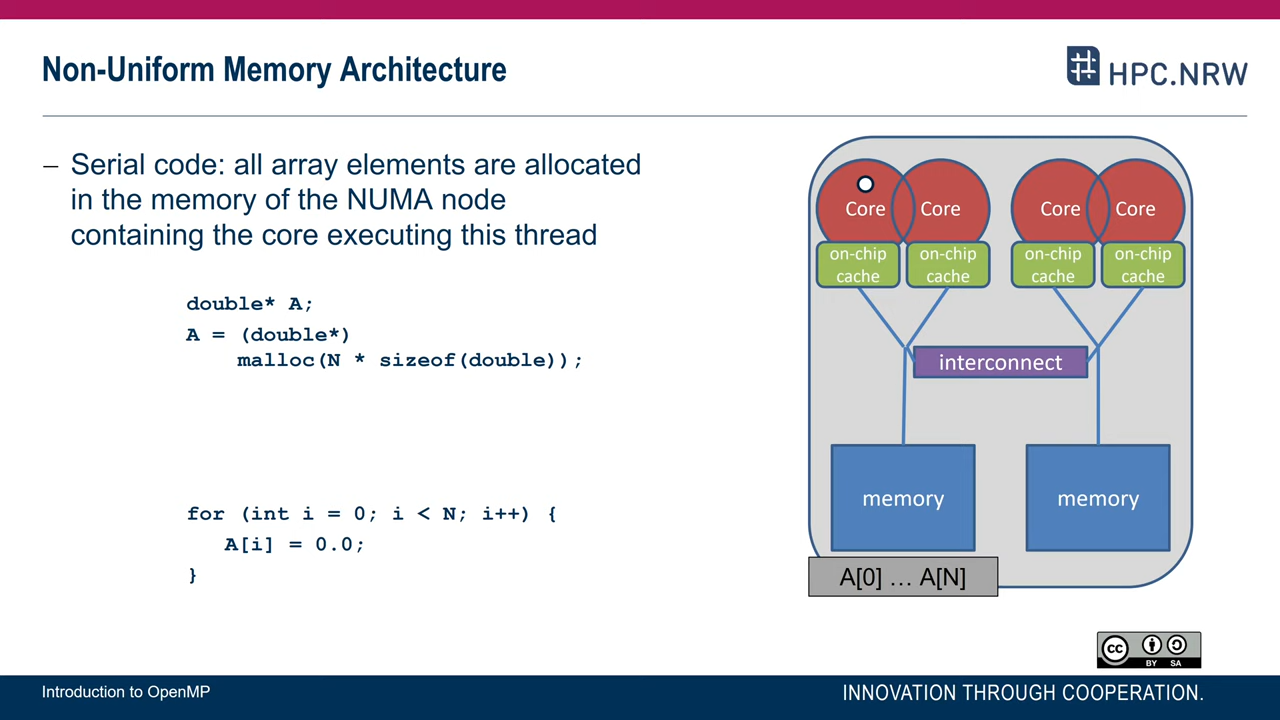 Non-Uniform Memory Architecture
HPC.NRW
– Serial code: all array elements are allocated
in the memory of the NUMA node
containing the core executing this thread
double* A;
A = (double*)
malloc(N * sizeof(double));
for (int i = 0; i < N; i++) {
A[i] = 0.0;
}
Core Core Core Core
on-chip cache on-chip cache on-chip cache on-chip cache
interconnect
memory memory
A[0] … A[N]
cc BY SA
Introduction to OpenMP
INNOVATION THROUGH COOPERATION.